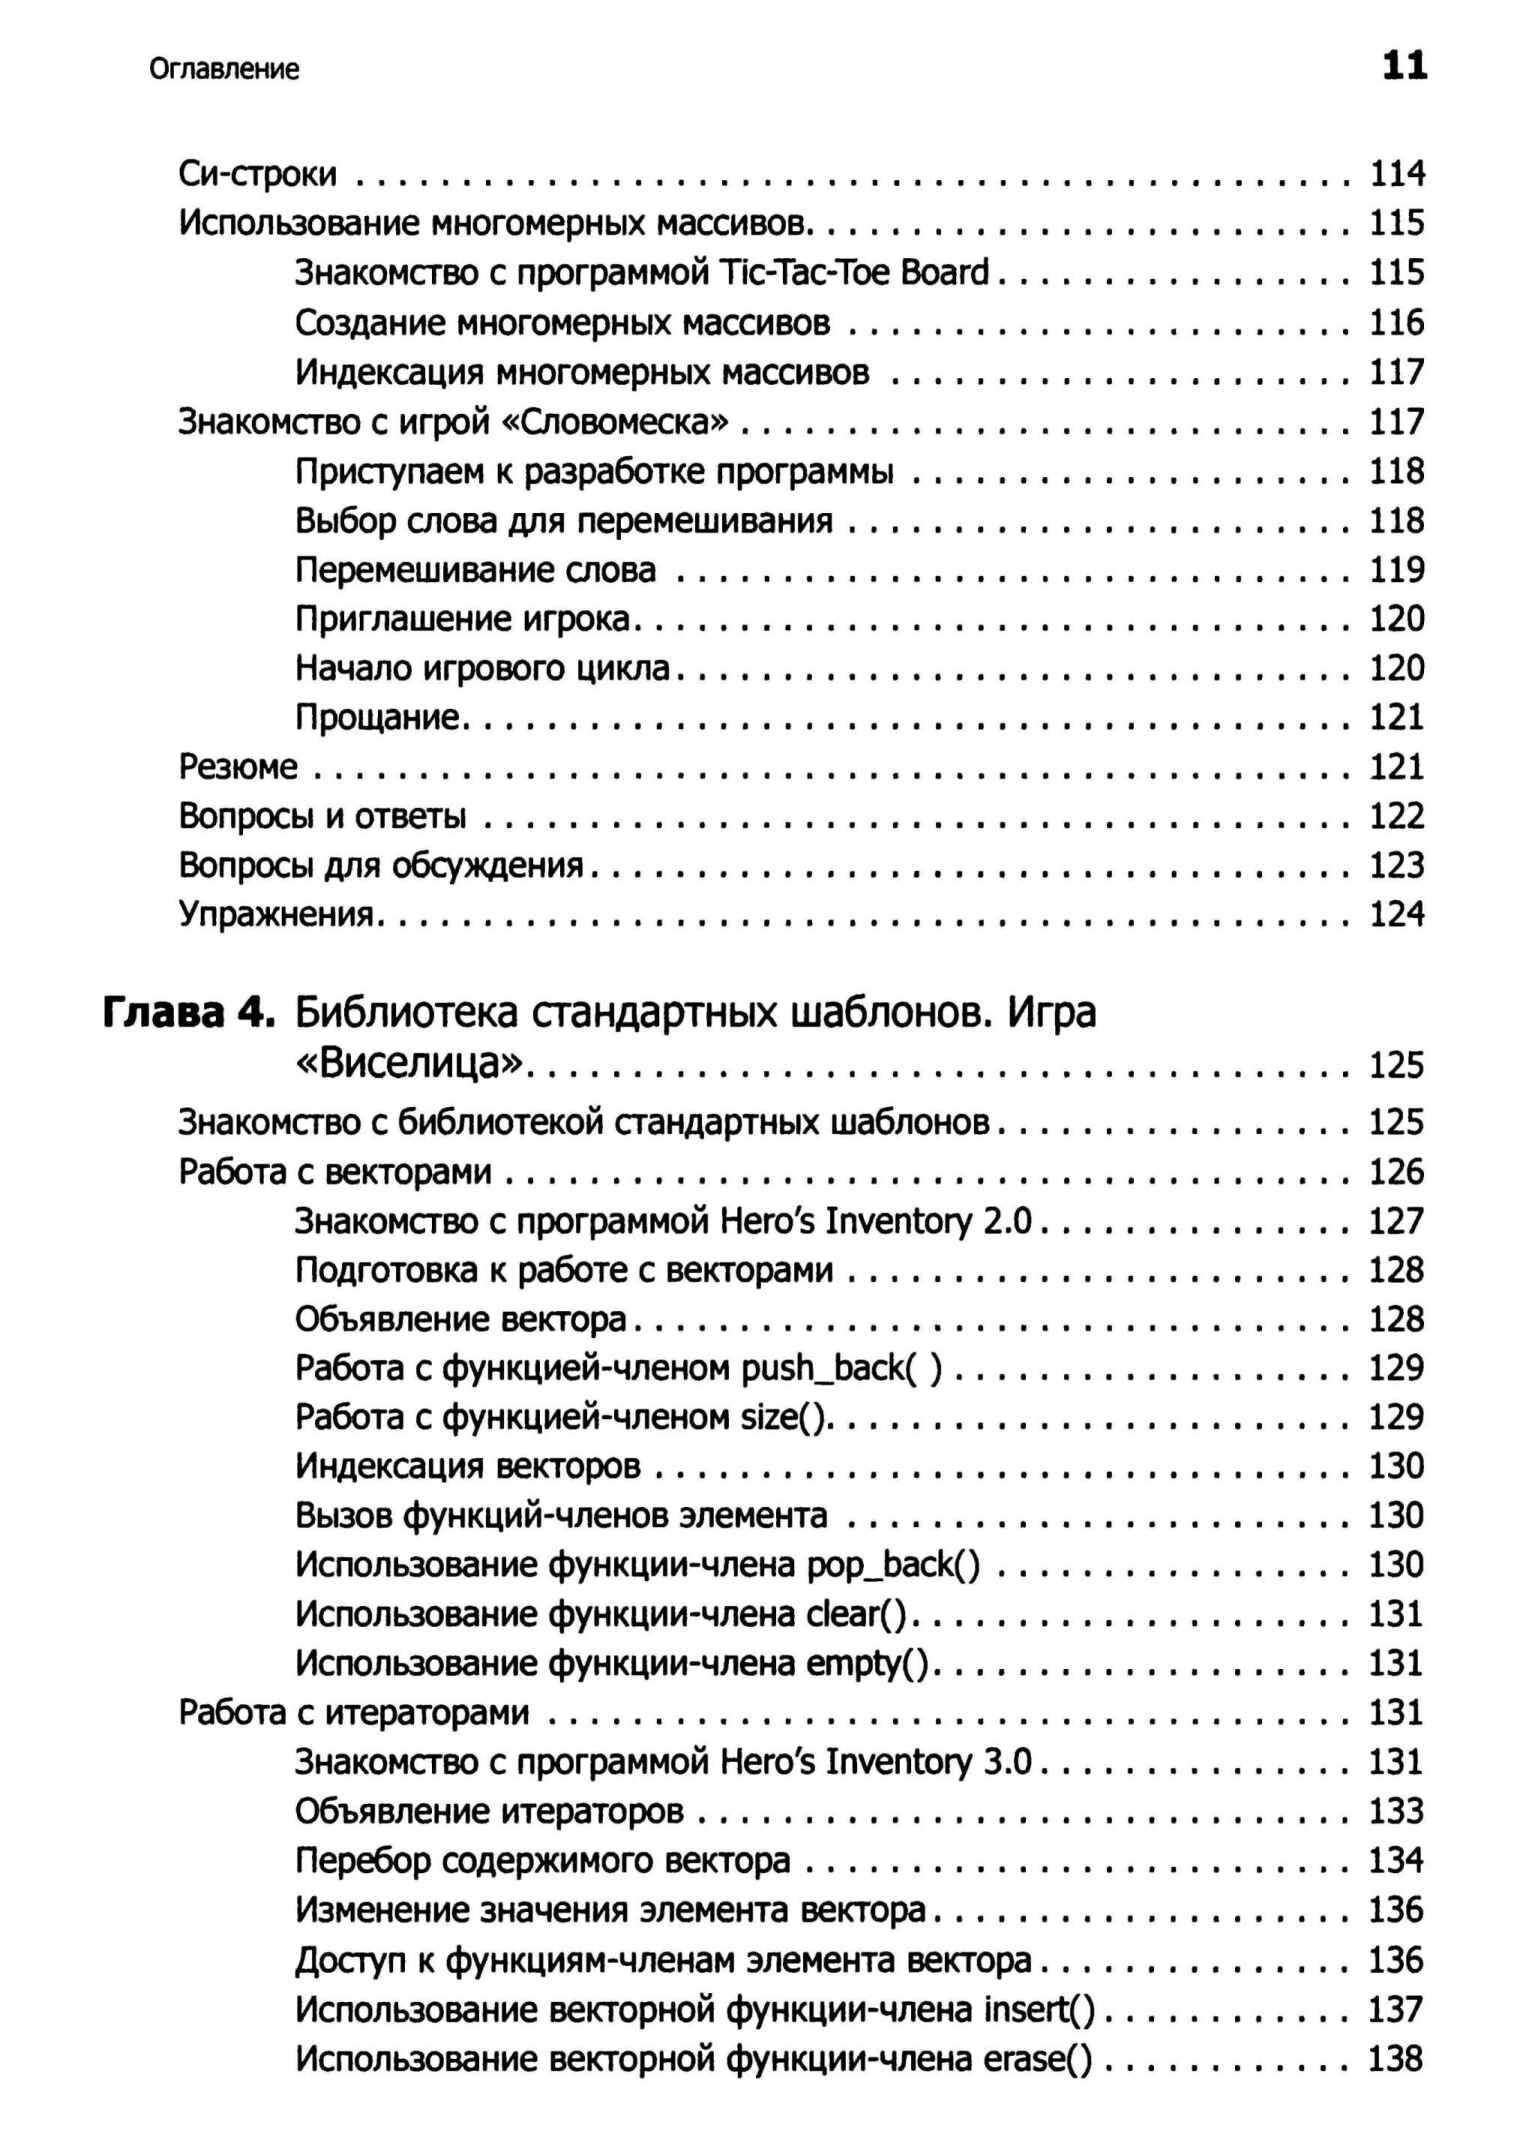 Оглавление 11
Си-строки . . . . . . . . . . . . . . . . . . . . 114
Использование многомерных массивов. . . . . . . . . . . . . . . . . . . . 115
Знакомство с программой Tic-Tac-Toe Board . . . . . . . . . . . . . . . . . 115
Создание многомерных массивов . . . . . . . . . . . . . . . . . . . . 116
Индексация многомерных массивов . . . . . . . . . . . . . . . . . . . . 117
Знакомство с игрой «Словомеска» . . . . . . . . . . . . . . . . . . . . 117
Приступаем к разработке программы . . . . . . . . . . . . . . . . . . . . 118
Выбор слова для перемешивания . . . . . . . . . . . . . . . . . . . . 118
Перемешивание слова . . . . . . . . . . . . . . . . . . . . 119
Приглашение игрока. . . . . . . . . . . . . . . . . . . . 120
Начало игрового цикла. . . . . . . . . . . . . . . . . . . . 120
Прощание. . . . . . . . . . . . . . . . . . . . 121
Резюме . . . . . . . . . . . . . . . . . . . . 121
Вопросы и ответы . . . . . . . . . . . . . . . . . . . . 122
Вопросы для обсуждения. . . . . . . . . . . . . . . . . . . . 123
Упражнения. . . . . . . . . . . . . . . . . . . . 124
Глава 4. Библиотека стандартных шаблонов. Игра
«Виселица». . . . . . . . . . . . . . . . . . . . 125
Знакомство с библиотекой стандартных шаблонов . . . . . . . . . . . . . . . . . 125
Работа с векторами . . . . . . . . . . . . . . . . . . . . 126
Знакомство с программой Hero's Inventory 2.0 . . . . . . . . . . . . . . . 127
Подготовка к работе с векторами . . . . . . . . . . . . . . . . . . . . 128
Объявление вектора . . . . . . . . . . . . . . . . . . . . 128
Работа с функцией-членом push_back( ) . . . . . . . . . . . . . . . . . . . 129
Работа с функцией-членом size(). . . . . . . . . . . . . . . . . . . . 129
Индексация векторов . . . . . . . . . . . . . . . . . . . . 130
Вызов функций-членов элемента . . . . . . . . . . . . . . . . . . . . 130
Использование функции-члена pop_back() . . . . . . . . . . . . . . . . . 130
Использование функции-члена clear(). . . . . . . . . . . . . . . . . . . . 131
Использование функции-члена empty(). . . . . . . . . . . . . . . . . . . . 131
Работа с итераторами . . . . . . . . . . . . . . . . . . . . 131
Знакомство с программой Hero's Inventory 3.0 . . . . . . . . . . . . . . . 131
Объявление итераторов . . . . . . . . . . . . . . . . . . . . 133
Перебор содержимого вектора . . . . . . . . . . . . . . . . . . . . 134
Изменение значения элемента вектора . . . . . . . . . . . . . . . . . . . . 136
Доступ к функциям-членам элемента вектора . . . . . . . . . . . . . . . 136
Использование векторной функции-члена insert() . . . . . . . . . . . . 137
Использование векторной функции-члена erase() . . . . . . . . . . . . 138